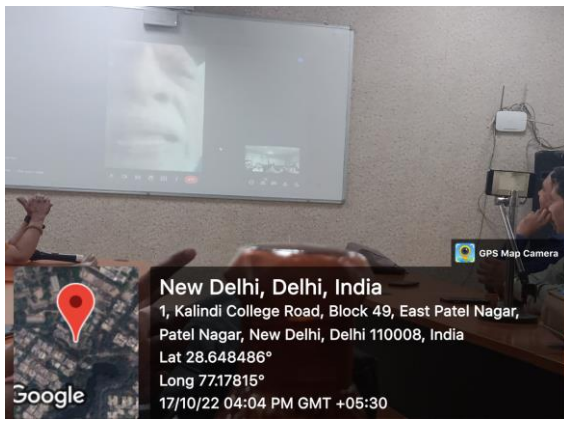 GPS Map Camera
New Delhi, Delhi, India
1, Kalindi College Road, Block 49, East Patel Nagar,
Patel Nagar, New Delhi, Delhi 110008, India
Lat 28.648486°
Long 77.17815°
17/10/22 04:04 PM GMT +05:30
Google